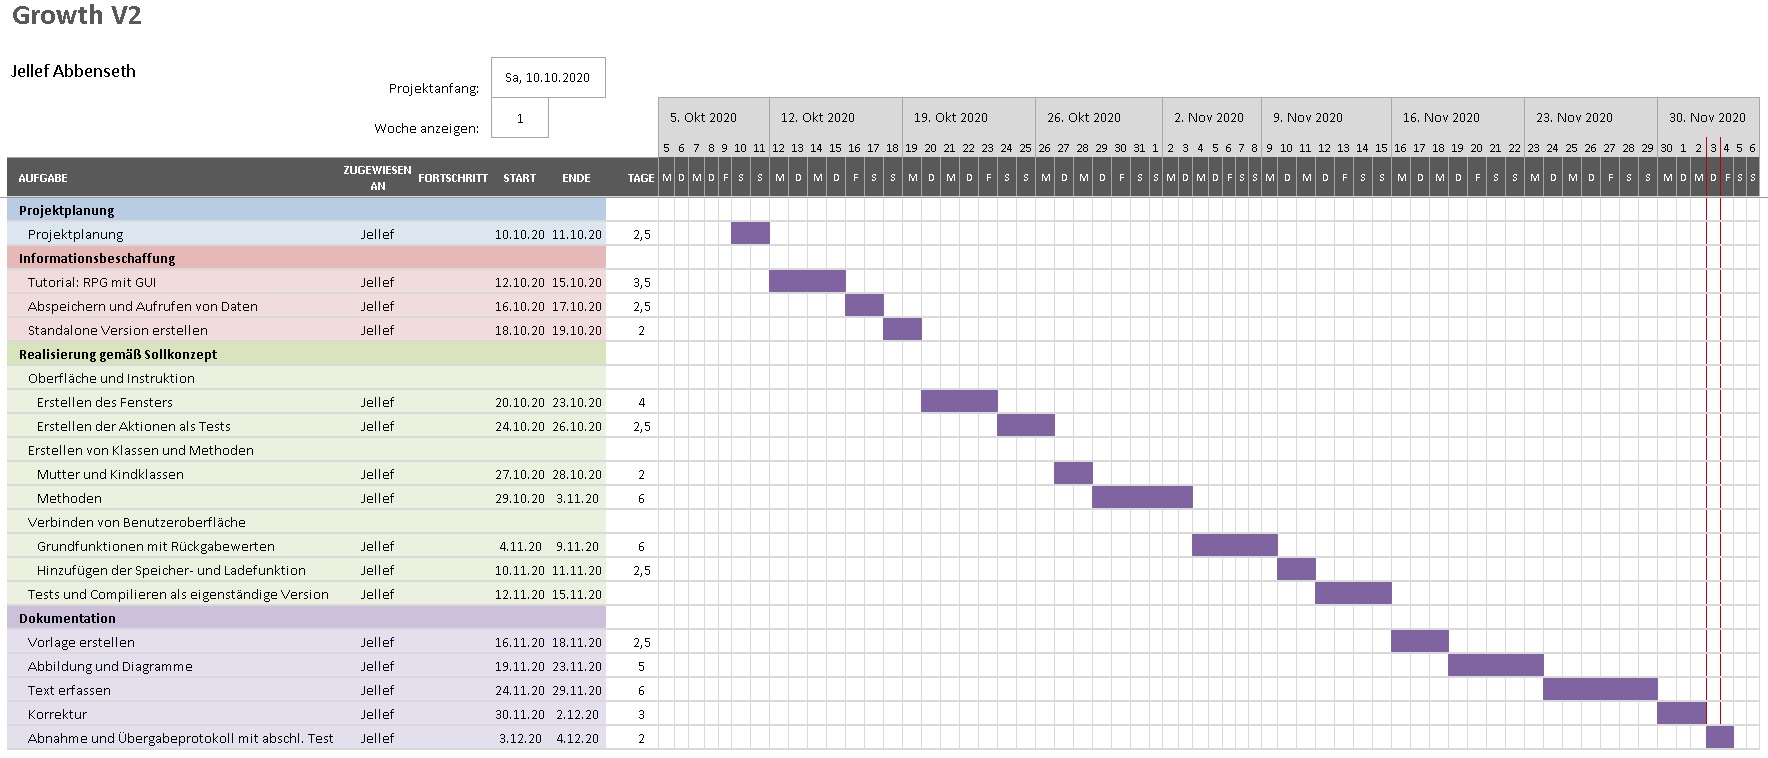 Growth V2
Jellef Abbenseth
Projektanfang: Sa, 10.10.2020
Woche anzeigen: 1
5. Okt 2020 12. Okt 2020 19. Okt 2020 26. Okt 2020 2. Nov 2020 9. Nov 2020 16. Nov 2020 23. Nov 2020 30. Nov 2020
5 6 7 8 9 10 11 12 13 14 15 16 17 18 19 20 21 22 23 24 25 26 27 28 29 30 31 1 2 3 4 5 6 7 8 9 10 11 12 13 14 15 16 17 18 19 20 21 22 23 24 25 26 27 28 29 30 1 2 3 4 5 6
AUFGABE ZUGEWIESEN AN FORTSCHRITT START ENDE TAGE M D M D F S S M D M D F S S M D M D F S S M D M D F S S M D M D F S S M D M D F S S M D M D F S S M D M D F S S M D M D F S S
Projektplanung
Projektplanung Jellef 10.10.20 11.10.20 2,5
Informationsbeschaffung
Tutorial: RPG mit GUI Jellef 12.10.20 15.10.20 3,5
Abspeichern und Aufrufen von Daten Jellef 16.10.20 17.10.20 2,5
Standalone Version erstellen Jellef 18.10.20 19.10.20 2
Realisierung gemäß Sollkonzept
Oberfläche und Instruktion
Erstellen des Fensters Jellef 20.10.20 23.10.20 4
Erstellen der Aktionen als Tests Jellef 24.10.20 26.10.20 2,5
Erstellen von Klassen und Methoden
Mutter und Kindklassen Jellef 27.10.20 28.10.20 2
Methoden Jellef 29.10.20 3.11.20 6
Verbinden von Benutzeroberfläche
Grundfunktionen mit Rückgabewerten Jellef 4.11.20 9.11.20 6
Hinzufügen der Speicher- und Ladefunktion Jellef 10.11.20 11.11.20 2,5
Tests und Compilieren als eigenständige Version Jellef 12.11.20 15.11.20
Dokumentation
Vorlage erstellen Jellef 16.11.20 18.11.20 2,5
Abbildung und Diagramme Jellef 19.11.20 23.11.20 5
Text erfassen Jellef 24.11.20 29.11.20 6
Korrektur Jellef 30.11.20 2.12.20 3
Abnahme und Übergabeprotokoll mit abschl. Test Jellef 3.12.20 4.12.20 2